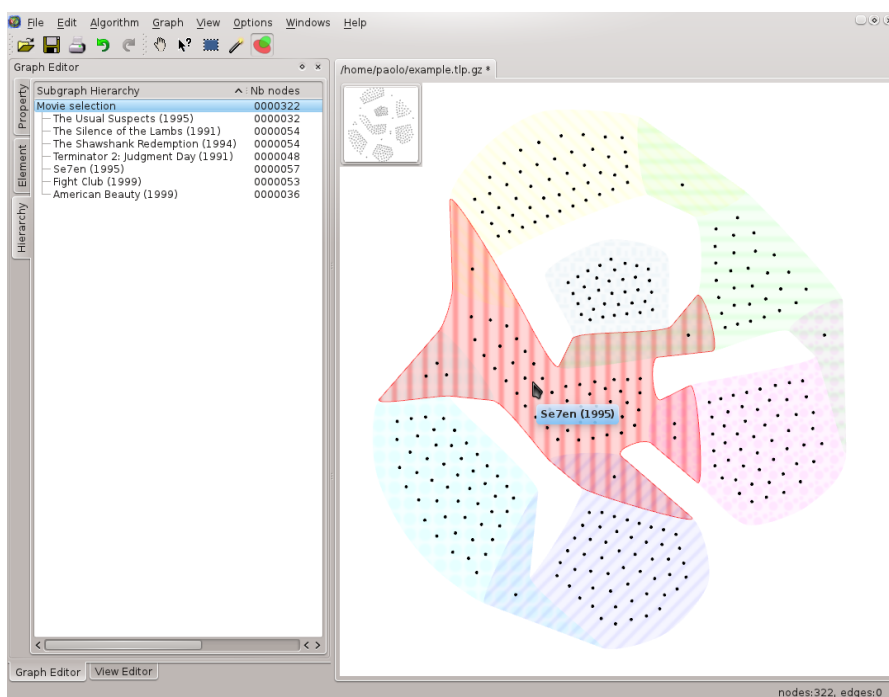 File Edit Algorithm Graph View Options Windows Help
Graph Editor
/home/paolo/example.tlp.gz *
Property
Element
Hierarchy
Subgraph Hierarchy Nb nodes
Movie selection 0000322
The Usual Suspects (1995) 0000032
The Silence of the Lambs (1991) 0000054
The Shawshank Redemption (1994) 0000054
Terminator 2: Judgment Day (1991) 0000048
Se7en (1995) 0000057
Fight Club (1999) 0000053
American Beauty (1999) 0000036
Se7en (1995)
Graph Editor View Editor
nodes:322, edges:0